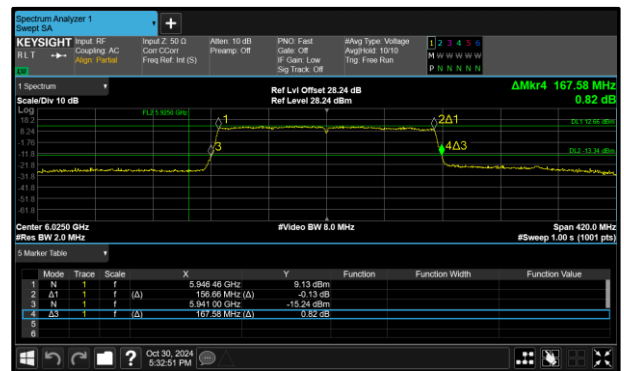 Spectrum Analyzer 1
Swept SA
+
KEYSIGHT Input: RF Input Z: 50 Ω Atten: 10 dB PNO: Fast #Avg Type: Voltage 1 2 3 4 5 6
RLT Coupling: AC Corr CCorr Preamp: Off Gate: Off Avg|Hold: 10/10 M W W W W W
Align: Partial Freq Ref: Int (S) IF Gain: Low Trig: Free Run
Sig Track: Off P N N N N N
LW
1 Spectrum Ref Lvl Offset 28.24 dB ΔMkr4 167.58 MHz
Scale/Div 10 dB Ref Level 28.24 dBm 0.82 dB
Log
18.2 FL2 5.9250 GHz 1 2Δ1 DL1 12.66 dBm
8.24
-1.76
-11.8 3 4Δ3 DL2 -13.34 dBm
-21.8
-31.8
-41.8
-51.8
-61.8
Center 6.0250 GHz #Video BW 8.0 MHz Span 420.0 MHz
#Res BW 2.0 MHz #Sweep 1.00 s (1001 pts)
5 Marker Table
Mode Trace Scale X Y Function Function Width Function Value
1 N 1 f 5.946 46 GHz 9.13 dBm
2 Δ1 1 f (Δ) 156.66 MHz (Δ) -0.13 dB
3 N 1 f 5.941 00 GHz -15.24 dBm
4 Δ3 1 f (Δ) 167.58 MHz (Δ) 0.82 dB
5
6
? Oct 30, 2024
5:32:51 PM